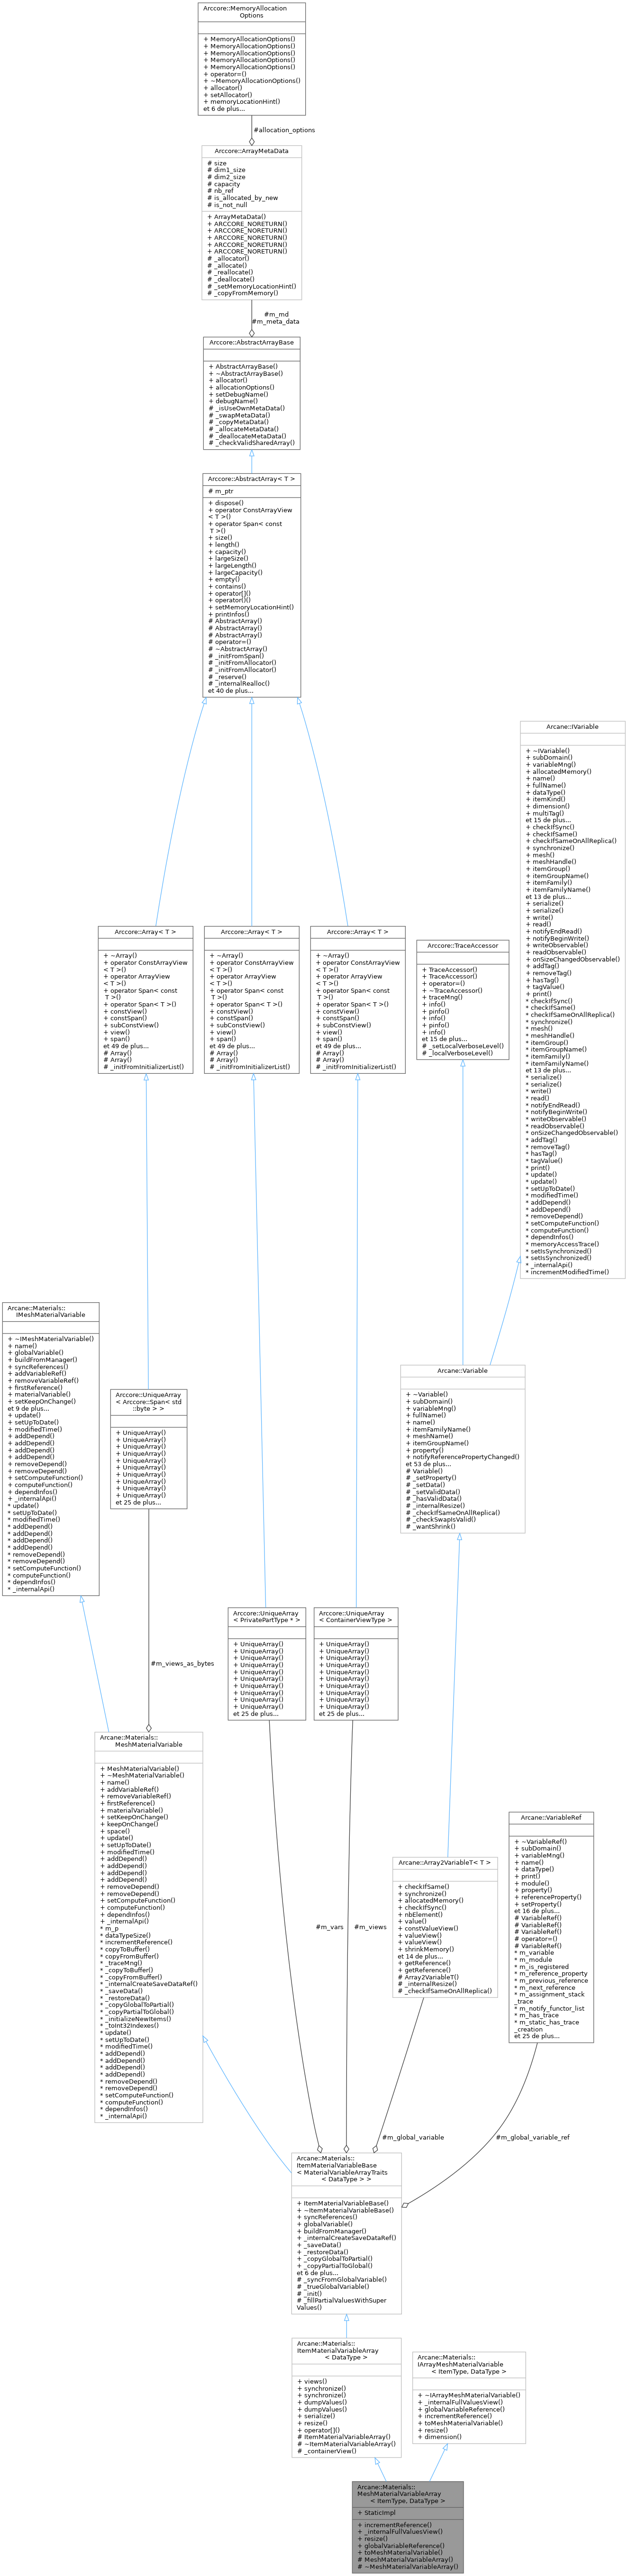 Arccore::MemoryAllocation
Options
+ MemoryAllocationOptions()
+ MemoryAllocationOptions()
+ MemoryAllocationOptions()
+ MemoryAllocationOptions()
+ MemoryAllocationOptions()
+ operator=()
+ ~MemoryAllocationOptions()
+ allocator()
+ setAllocator()
+ memoryLocationHint()
et 6 de plus...
#allocation_options
Arccore::ArrayMetaData
# size
# dim1_size
# dim2_size
# capacity
# nb_ref
# is_allocated_by_new
# is_not_null
+ ArrayMetaData()
+ ARCCORE_NORETURN()
+ ARCCORE_NORETURN()
+ ARCCORE_NORETURN()
+ ARCCORE_NORETURN()
+ ARCCORE_NORETURN()
# _allocator()
# _allocate()
# _reallocate()
# _deallocate()
# _setMemoryLocationHint()
# _copyFromMemory()
#m_md
#m_meta_data
Arccore::AbstractArrayBase
+ AbstractArrayBase()
+ ~AbstractArrayBase()
+ allocator()
+ allocationOptions()
+ setDebugName()
+ debugName()
# _isUseOwnMetaData()
# _swapMetaData()
# _copyMetaData()
# _allocateMetaData()
# _deallocateMetaData()
# _checkValidSharedArray()
Arccore::AbstractArray< T >
# m_ptr
+ dispose()
+ operator ConstArrayView
< T >()
+ operator Span< const
T >()
+ size()
+ length()
+ capacity()
+ largeSize()
+ largeLength()
+ largeCapacity()
+ empty()
+ contains()
+ operator[]()
+ operator()()
+ setMemoryLocationHint()
+ printInfos()
# AbstractArray()
# AbstractArray()
# AbstractArray()
# operator=()
# ~AbstractArray()
# _initFromSpan()
# _initFromAllocator()
# _initFromAllocator()
# _reserve()
# _internalRealloc()
et 40 de plus...
Arcane::IVariable
+ ~IVariable()
+ subDomain()
+ variableMng()
+ allocatedMemory()
+ name()
+ fullName()
+ dataType()
+ itemKind()
+ dimension()
+ multiTag()
et 15 de plus...
+ checkIfSync()
+ checkIfSame()
+ checkIfSameOnAllReplica()
+ synchronize()
+ mesh()
+ meshHandle()
+ itemGroup()
+ itemGroupName()
+ itemFamily()
+ itemFamilyName()
et 13 de plus...
+ serialize()
+ serialize()
+ write()
+ read()
+ notifyEndRead()
+ notifyBeginWrite()
+ writeObservable()
+ readObservable()
+ onSizeChangedObservable()
+ addTag()
+ removeTag()
+ hasTag()
+ tagValue()
+ print()
* checkIfSync()
* checkIfSame()
* checkIfSameOnAllReplica()
* synchronize()
* mesh()
* meshHandle()
* itemGroup()
* itemGroupName()
* itemFamily()
* itemFamilyName()
et 13 de plus...
* serialize()
* serialize()
* write()
* read()
* notifyEndRead()
* notifyBeginWrite()
* writeObservable()
* readObservable()
* onSizeChangedObservable()
* addTag()
* removeTag()
* hasTag()
* tagValue()
* print()
* update()
* update()
* setUpToDate()
* modifiedTime()
* addDepend()
* addDepend()
* removeDepend()
* setComputeFunction()
* computeFunction()
* dependInfos()
* memoryAccessTrace()
* setIsSynchronized()
* setIsSynchronized()
* _internalApi()
* incrementModifiedTime()
Arccore::Array< T >
+ ~Array()
+ operator ConstArrayView
< T >()
+ operator ArrayView
< T >()
+ operator Span< const
T >()
+ operator Span< T >()
+ constView()
+ constSpan()
+ subConstView()
+ view()
+ span()
et 49 de plus...
# Array()
# Array()
# _initFromInitializerList()
Arccore::Array< T >
+ ~Array()
+ operator ConstArrayView
< T >()
+ operator ArrayView
< T >()
+ operator Span< const
T >()
+ operator Span< T >()
+ constView()
+ constSpan()
+ subConstView()
+ view()
+ span()
et 49 de plus...
# Array()
# Array()
# _initFromInitializerList()
Arccore::Array< T >
+ ~Array()
+ operator ConstArrayView
< T >()
+ operator ArrayView
< T >()
+ operator Span< const
T >()
+ operator Span< T >()
+ constView()
+ constSpan()
+ subConstView()
+ view()
+ span()
et 49 de plus...
# Array()
# Array()
# _initFromInitializerList()
Arccore::TraceAccessor
+ TraceAccessor()
+ TraceAccessor()
+ operator=()
+ ~TraceAccessor()
+ traceMng()
+ info()
+ pinfo()
+ info()
+ pinfo()
+ info()
et 15 de plus...
# _setLocalVerboseLevel()
# _localVerboseLevel()
Arcane::Materials::
IMeshMaterialVariable
+ ~IMeshMaterialVariable()
+ name()
+ globalVariable()
+ buildFromManager()
+ syncReferences()
+ addVariableRef()
+ removeVariableRef()
+ firstReference()
+ materialVariable()
+ setKeepOnChange()
et 9 de plus...
+ update()
+ setUpToDate()
+ modifiedTime()
+ addDepend()
+ addDepend()
+ addDepend()
+ addDepend()
+ removeDepend()
+ removeDepend()
+ setComputeFunction()
+ computeFunction()
+ dependInfos()
+ _internalApi()
* update()
* setUpToDate()
* modifiedTime()
* addDepend()
* addDepend()
* addDepend()
* addDepend()
* removeDepend()
* removeDepend()
* setComputeFunction()
* computeFunction()
* dependInfos()
* _internalApi()
Arccore::UniqueArray
< Arccore::Span< std
::byte > >
+ UniqueArray()
+ UniqueArray()
+ UniqueArray()
+ UniqueArray()
+ UniqueArray()
+ UniqueArray()
+ UniqueArray()
+ UniqueArray()
+ UniqueArray()
+ UniqueArray()
et 25 de plus...
Arcane::Variable
+ ~Variable()
+ subDomain()
+ variableMng()
+ fullName()
+ name()
+ itemFamilyName()
+ meshName()
+ itemGroupName()
+ property()
+ notifyReferencePropertyChanged()
et 53 de plus...
# Variable()
# _setProperty()
# _setData()
# _setValidData()
# _hasValidData()
# _internalResize()
# _checkIfSameOnAllReplica()
# _checkSwapIsValid()
# _wantShrink()
#m_views_as_bytes
Arccore::UniqueArray
< PrivatePartType * >
+ UniqueArray()
+ UniqueArray()
+ UniqueArray()
+ UniqueArray()
+ UniqueArray()
+ UniqueArray()
+ UniqueArray()
+ UniqueArray()
+ UniqueArray()
+ UniqueArray()
et 25 de plus...
Arccore::UniqueArray
< ContainerViewType >
+ UniqueArray()
+ UniqueArray()
+ UniqueArray()
+ UniqueArray()
+ UniqueArray()
+ UniqueArray()
+ UniqueArray()
+ UniqueArray()
+ UniqueArray()
+ UniqueArray()
et 25 de plus...
Arcane::Materials::
MeshMaterialVariable
+ MeshMaterialVariable()
+ ~MeshMaterialVariable()
+ name()
+ addVariableRef()
+ removeVariableRef()
+ firstReference()
+ materialVariable()
+ setKeepOnChange()
+ keepOnChange()
+ space()
+ update()
+ setUpToDate()
+ modifiedTime()
+ addDepend()
+ addDepend()
+ addDepend()
+ addDepend()
+ removeDepend()
+ removeDepend()
+ setComputeFunction()
+ computeFunction()
+ dependInfos()
+ _internalApi()
* m_p
* dataTypeSize()
* incrementReference()
* copyToBuffer()
* copyFromBuffer()
* _traceMng()
* _copyToBuffer()
* _copyFromBuffer()
* _internalCreateSaveDataRef()
* _saveData()
* _restoreData()
* _copyGlobalToPartial()
* _copyPartialToGlobal()
* _initializeNewItems()
* _toInt32Indexes()
* update()
* setUpToDate()
* modifiedTime()
* addDepend()
* addDepend()
* addDepend()
* addDepend()
* removeDepend()
* removeDepend()
* setComputeFunction()
* computeFunction()
* dependInfos()
* _internalApi()
Arcane::Array2VariableT< T >
+ checkIfSame()
+ synchronize()
+ allocatedMemory()
+ checkIfSync()
+ nbElement()
+ value()
+ constValueView()
+ valueView()
+ valueView()
+ shrinkMemory()
et 14 de plus...
+ getReference()
+ getReference()
# Array2VariableT()
# _internalResize()
# _checkIfSameOnAllReplica()
Arcane::VariableRef
+ ~VariableRef()
+ subDomain()
+ variableMng()
+ name()
+ dataType()
+ print()
+ module()
+ property()
+ referenceProperty()
+ setProperty()
et 16 de plus...
# VariableRef()
# VariableRef()
# VariableRef()
# operator=()
# VariableRef()
* m_variable
* m_module
* m_is_registered
* m_reference_property
* m_previous_reference
* m_next_reference
* m_assignment_stack
_trace
* m_notify_functor_list
* m_has_trace
* m_static_has_trace
_creation
et 25 de plus...
#m_vars
#m_views
#m_global_variable
#m_global_variable_ref
Arcane::Materials::
ItemMaterialVariableBase
< MaterialVariableArrayTraits
< DataType > >
+ ItemMaterialVariableBase()
+ ~ItemMaterialVariableBase()
+ syncReferences()
+ globalVariable()
+ buildFromManager()
+ _internalCreateSaveDataRef()
+ _saveData()
+ _restoreData()
+ _copyGlobalToPartial()
+ _copyPartialToGlobal()
et 6 de plus...
# _syncFromGlobalVariable()
# _trueGlobalVariable()
# _init()
# _fillPartialValuesWithSuper
Values()
Arcane::Materials::
ItemMaterialVariableArray
< DataType >
+ views()
+ synchronize()
+ synchronize()
+ dumpValues()
+ dumpValues()
+ serialize()
+ resize()
+ operator[]()
# ItemMaterialVariableArray()
# ~ItemMaterialVariableArray()
# _containerView()
Arcane::Materials::
IArrayMeshMaterialVariable
< ItemType, DataType >
+ ~IArrayMeshMaterialVariable()
+ _internalFullValuesView()
+ globalVariableReference()
+ incrementReference()
+ toMeshMaterialVariable()
+ resize()
+ dimension()
Arcane::Materials::
MeshMaterialVariableArray
< ItemType, DataType >
+ StaticImpl
+ incrementReference()
+ _internalFullValuesView()
+ resize()
+ globalVariableReference()
+ toMeshMaterialVariable()
# MeshMaterialVariableArray()
# ~MeshMaterialVariableArray()